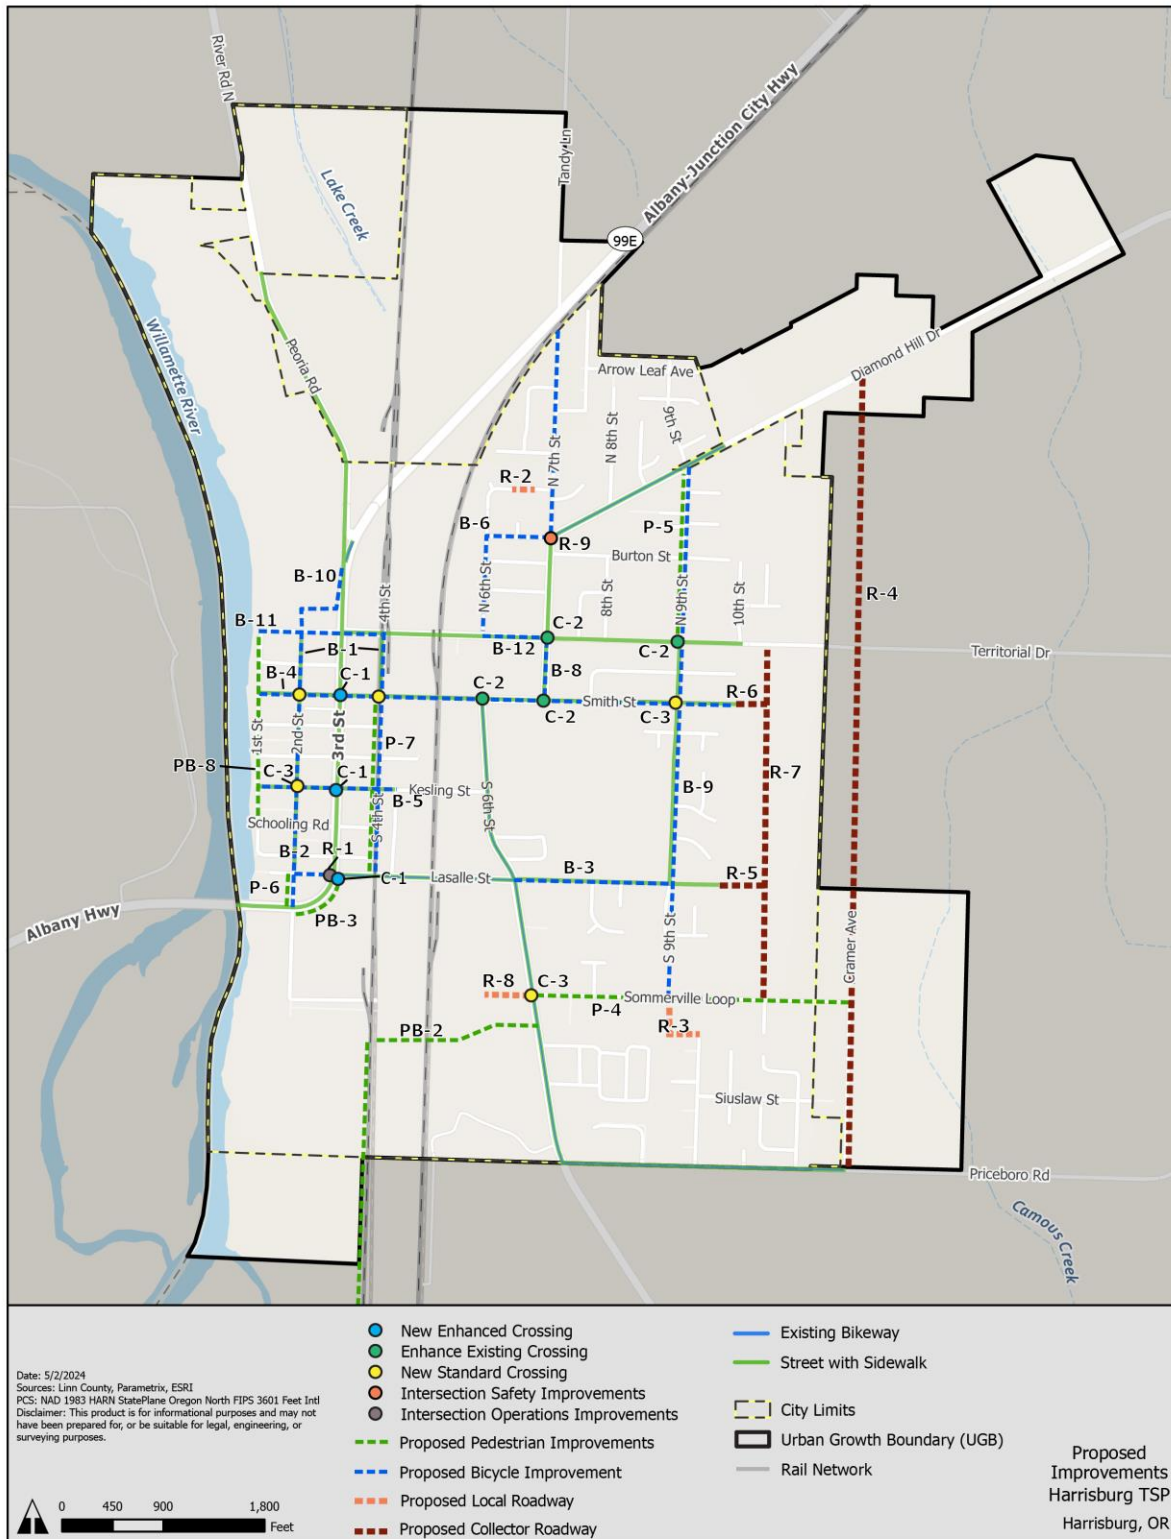 River Rd N
Lake Creek
Tandy Ln
Albany-Junction City Hwy
99E
Willamette River
Peoria Rd
Diamond Hill Dr
Arrow Leaf Ave
9th St
N 8th St
N 7th St
R-2
B-6
R-9
P-5
Burton St
R-4
B-10
4th St
N 6th St
8th St
N 9th St
10th St
B-11
C-2
B-12
C-2
Territorial Dr
B-1
B-4
C-1
C-2
B-8
C-2
Smith St
C-3
R-6
1st St
2nd St
3rd St
P-7
R-7
PB-8
C-3
C-1
B-5
Kesling St
S 6th St
B-9
Schooling Rd
S 4th St
B-2
R-1
C-1
Lasalle St
B-3
R-5
P-6
PB-3
Albany Hwy
S 9th St
Cramer Ave
R-8
C-3
P-4
Sommerville Loop
PB-2
R-3
Siuslaw St
Priceboro Rd
Camous Creek
Date: 5/2/2024
Sources: Linn County, Parametrix, ESRI
PCS: NAD 1983 HARN StatePlane Oregon North FIPS 3601 Feet Intl
Disclaimer: This product is for informational purposes and may not
have been prepared for, or be suitable for legal, engineering, or
surveying purposes.
0 450 900 1,800
Feet
New Enhanced Crossing
Enhance Existing Crossing
New Standard Crossing
Intersection Safety Improvements
Intersection Operations Improvements
Proposed Pedestrian Improvements
Proposed Bicycle Improvement
Proposed Local Roadway
Proposed Collector Roadway
Existing Bikeway
Street with Sidewalk
City Limits
Urban Growth Boundary (UGB)
Rail Network
Proposed
Improvements
Harrisburg TSP
Harrisburg, OR